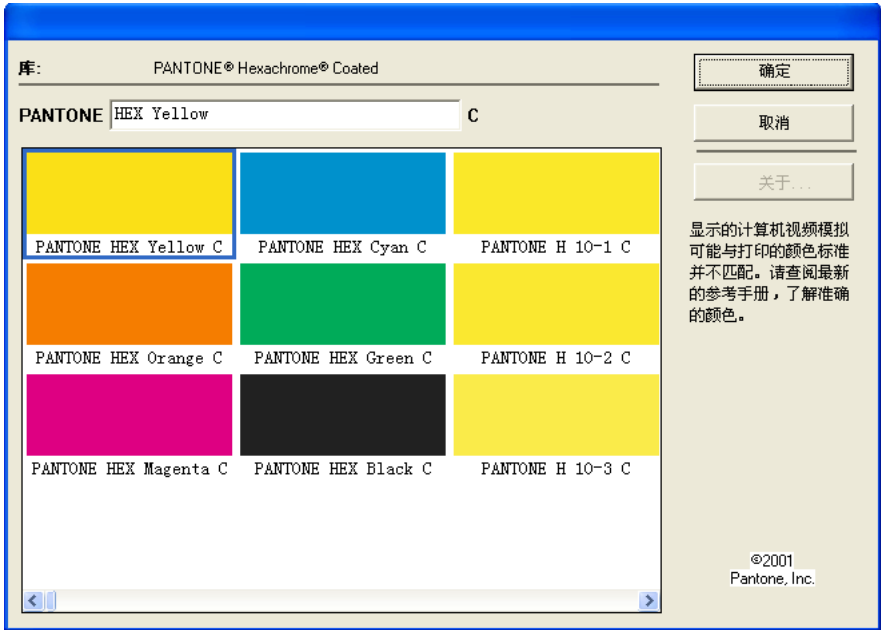 库: PANTONE® Hexachrome® Coated
PANTONE HEX Yellow C
PANTONE HEX Yellow C PANTONE HEX Cyan C PANTONE H 10-1 C
PANTONE HEX Orange C PANTONE HEX Green C PANTONE H 10-2 C
PANTONE HEX Magenta C PANTONE HEX Black C PANTONE H 10-3 C
确定
取消
关于...
显示的计算机视频模拟
可能与打印的颜色标准
并不匹配。请查阅最新
的参考手册，了解准确
的颜色。
©2001
Pantone, Inc.